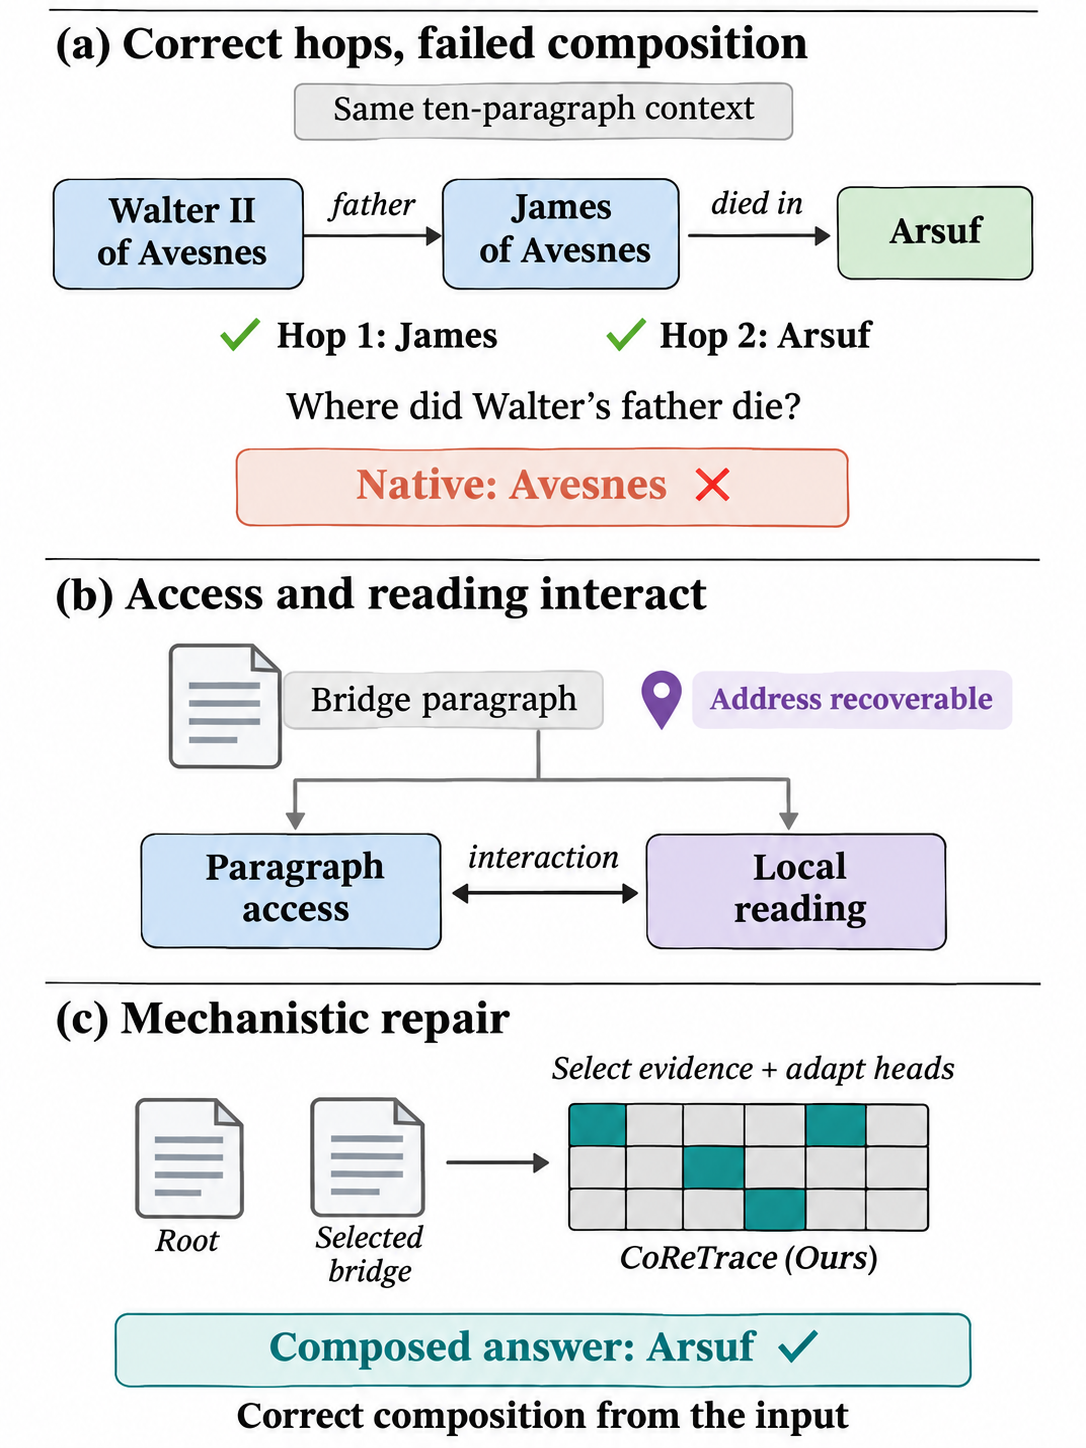 (a) Correct hops, failed composition
Same ten-paragraph context
Walter II
of Avesnes
father
James
of Avesnes
died in
Arsuf
Hop 1: James
Hop 2: Arsuf
Where did Walter’s father die?
Native: Avesnes
(b) Access and reading interact
Bridge paragraph
Address recoverable
Paragraph
access
interaction
Local
reading
(c) Mechanistic repair
Select evidence + adapt heads
Root
Selected
bridge
CoReTrace (Ours)
Composed answer: Arsuf
Correct composition from the input